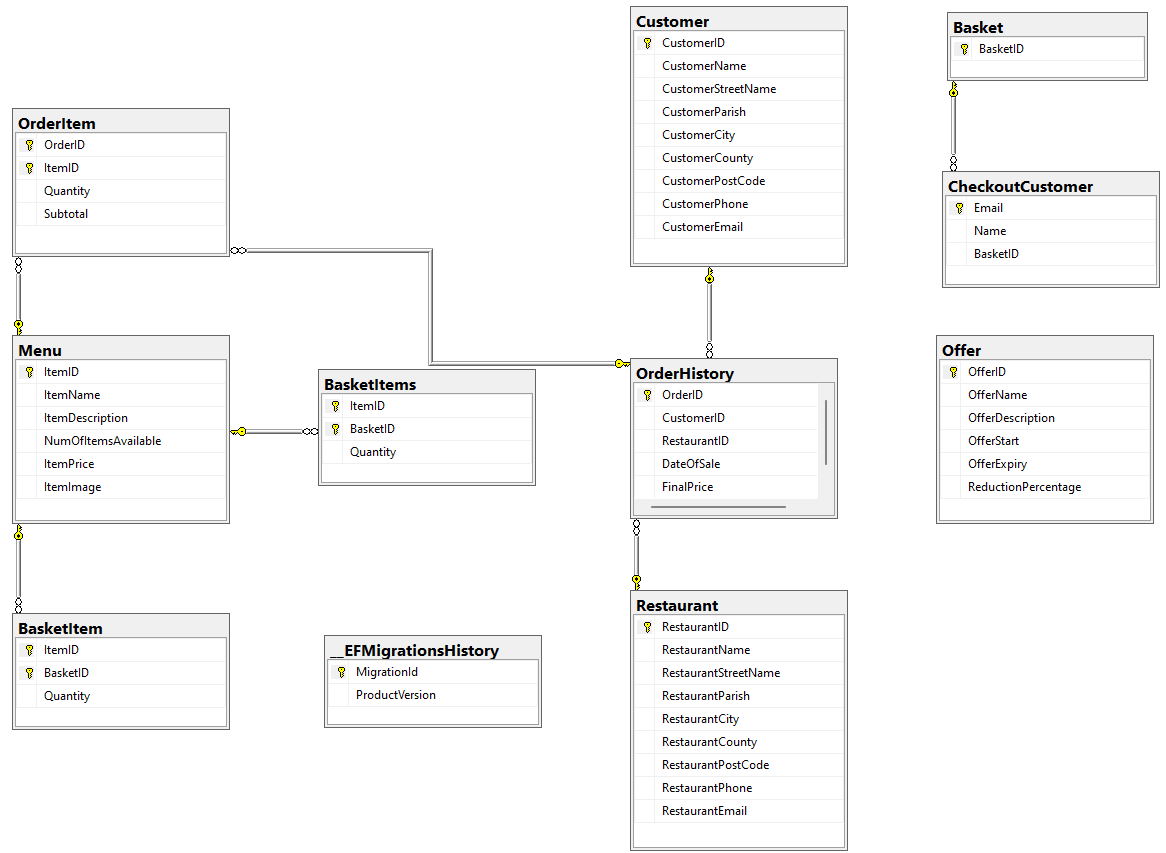 Customer
CustomerID
CustomerName
CustomerStreetName
CustomerParish
CustomerCity
CustomerCounty
CustomerPostCode
CustomerPhone
CustomerEmail
Basket
BasketID
OrderItem
OrderID
ItemID
Quantity
Subtotal
CheckoutCustomer
Email
Name
BasketID
Menu
ItemID
ItemName
ItemDescription
NumOfItemsAvailable
ItemPrice
ItemImage
BasketItems
ItemID
BasketID
Quantity
OrderHistory
OrderID
CustomerID
RestaurantID
DateOfSale
FinalPrice
Offer
OfferID
OfferName
OfferDescription
OfferStart
OfferExpiry
ReductionPercentage
BasketItem
ItemID
BasketID
Quantity
__EFMigrationsHistory
MigrationId
ProductVersion
Restaurant
RestaurantID
RestaurantName
RestaurantStreetName
RestaurantParish
RestaurantCity
RestaurantCounty
RestaurantPostCode
RestaurantPhone
RestaurantEmail